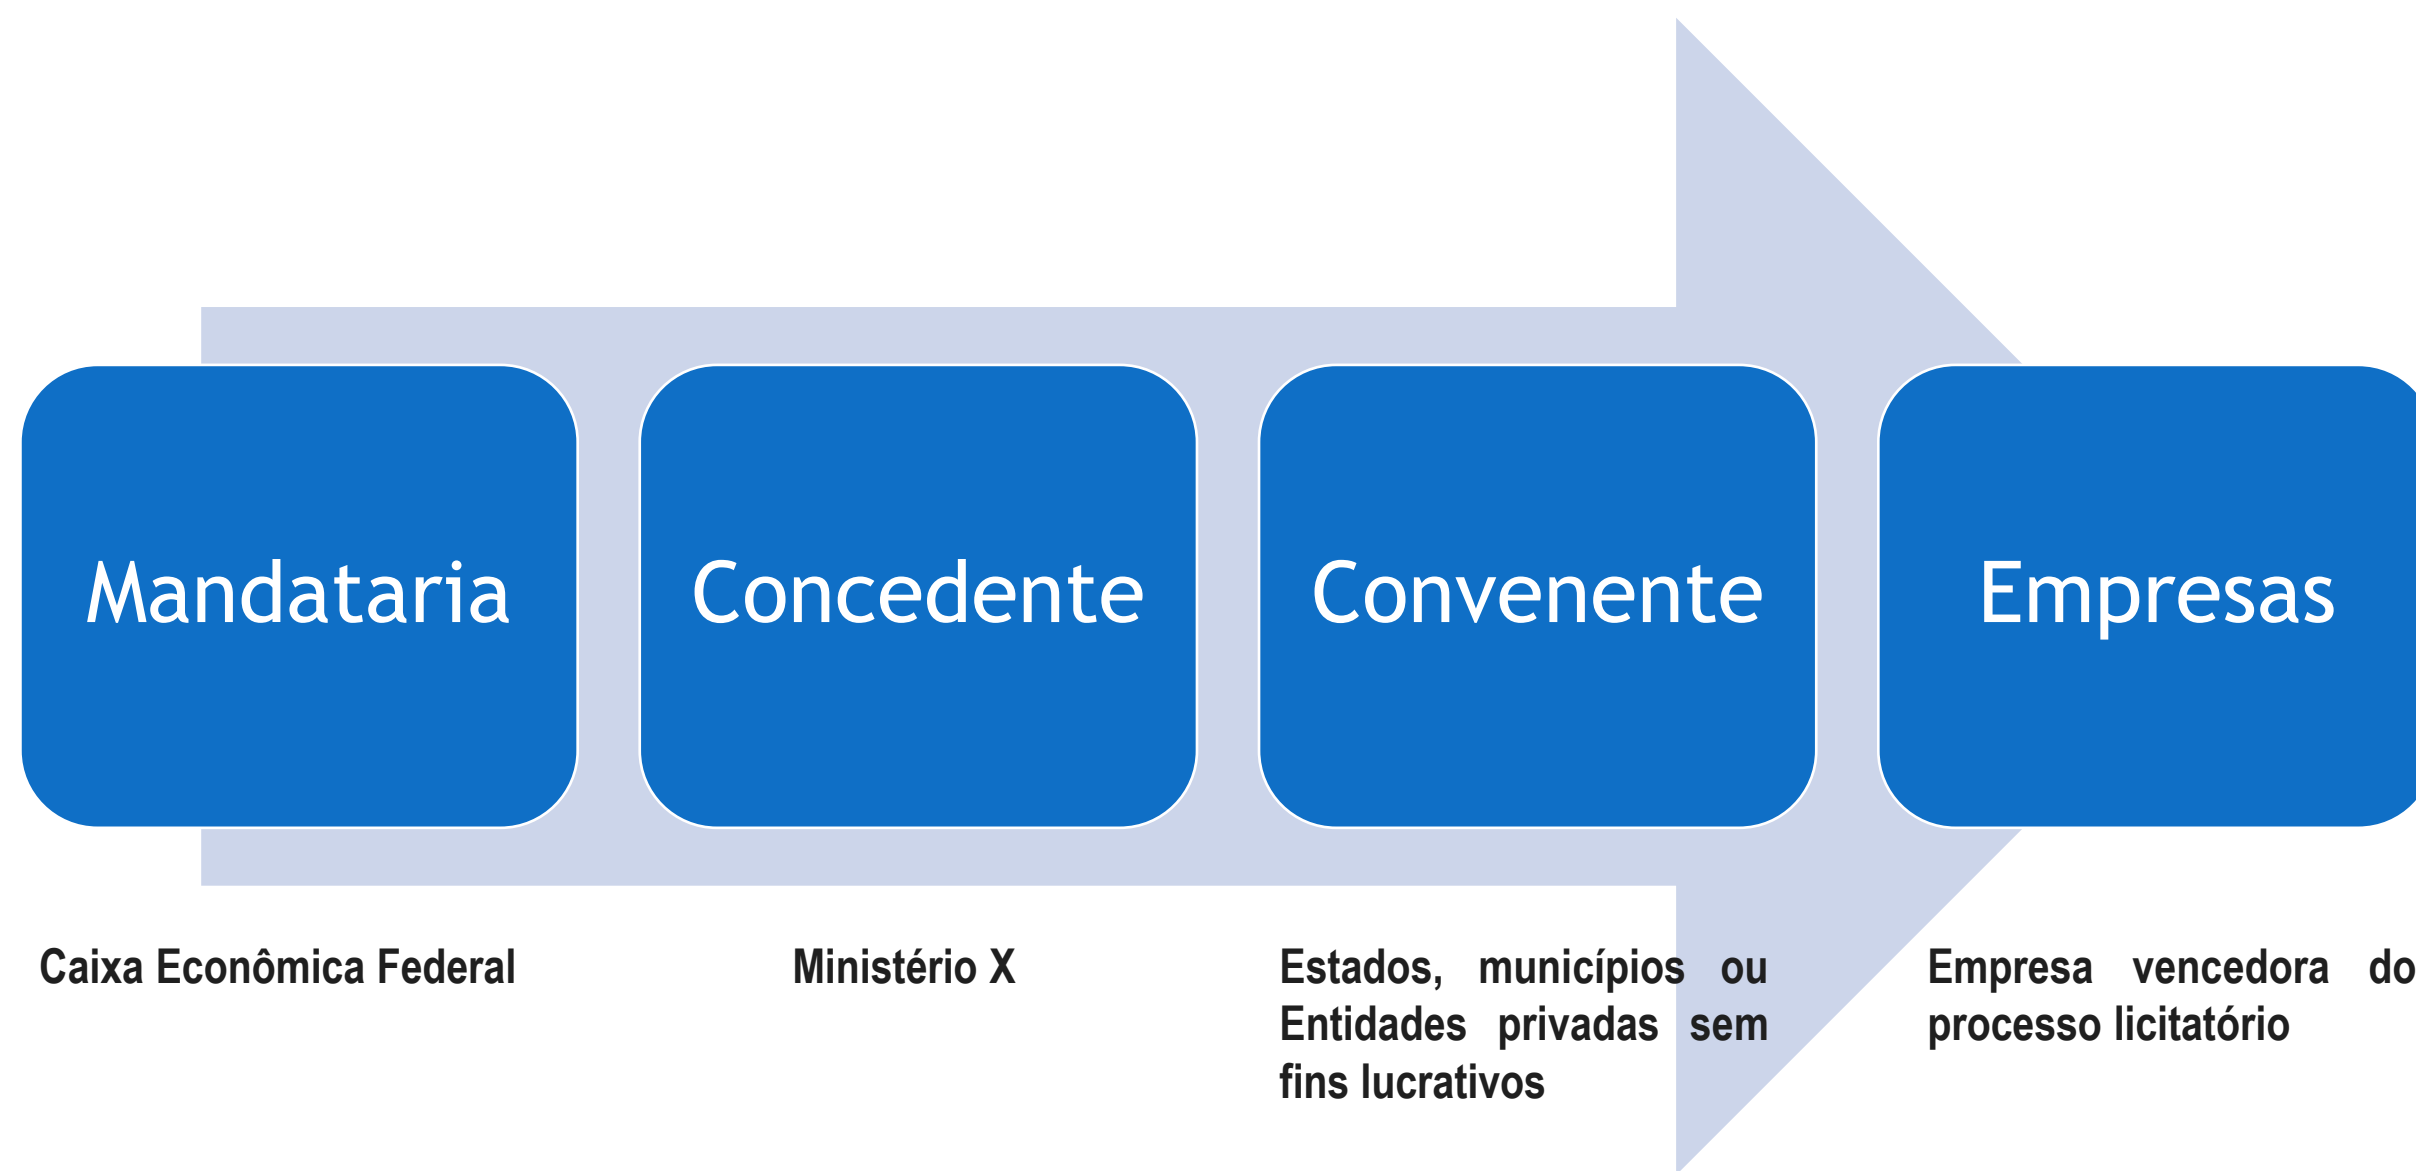 Mandataria
Concedente
Convenente
Empresas
Caixa Econômica Federal
Ministério X
Estados, municípios ou
Entidades privadas sem
fins lucrativos
Empresa vencedora do
processo licitatório